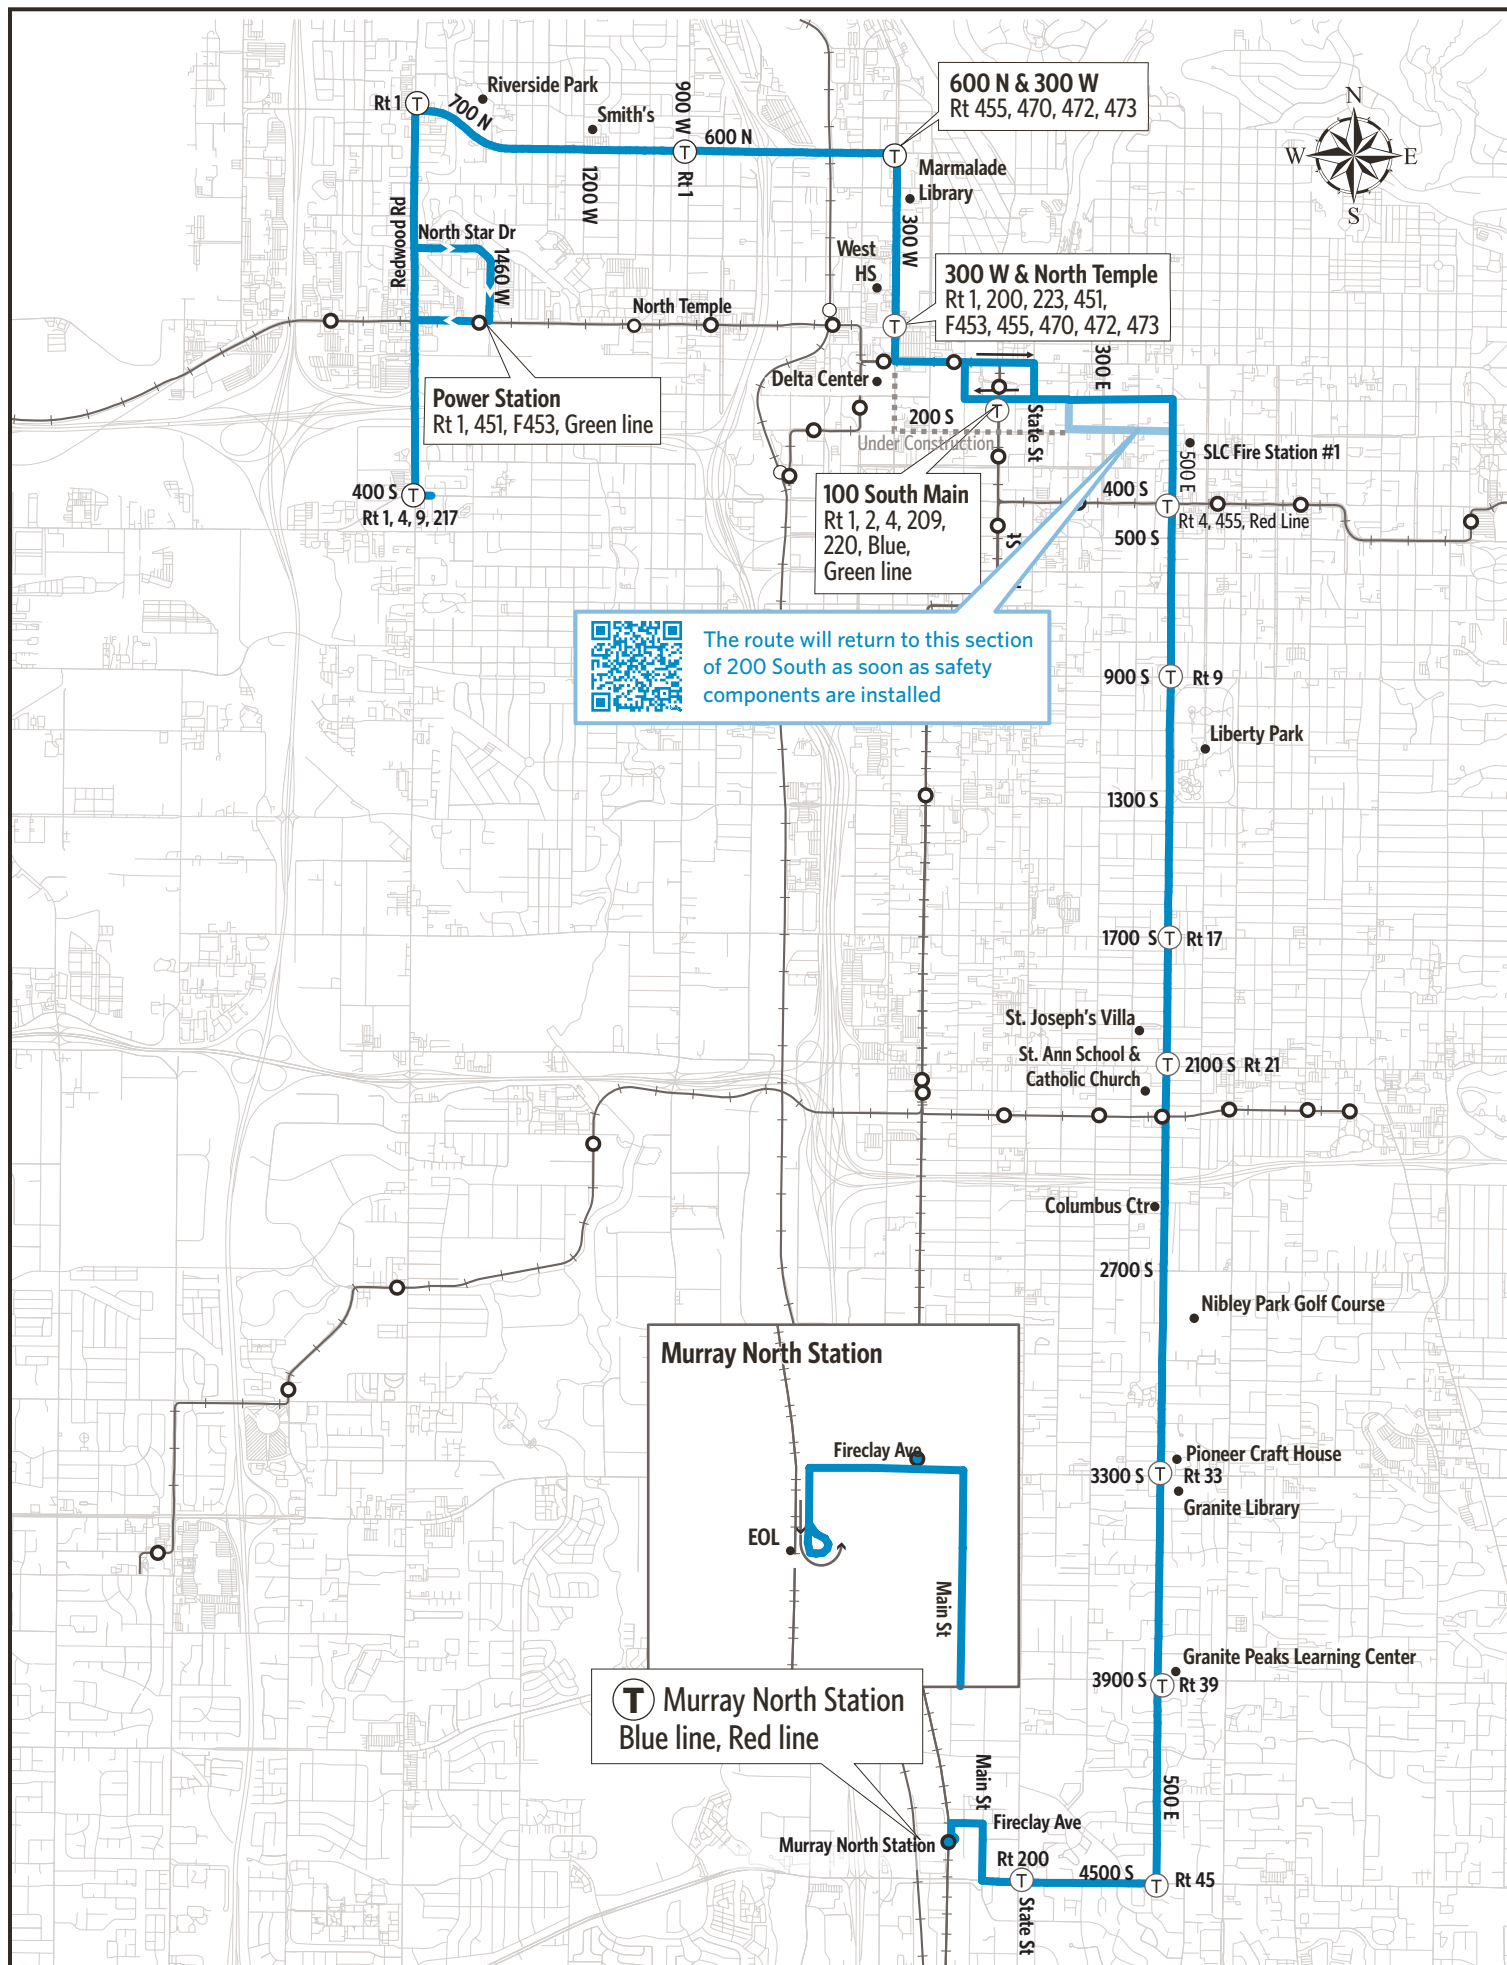 600 N & 300 W
Rt 455, 470, 472, 473
N
W
E
S
Riverside Park
Rt 1
700 N
Smith's
900 W
600 N
Rt 1
1200 W
Marmalade
Library
300 W
West
HS
Redwood Rd
North Star Dr
1460 W
North Temple
300 W & North Temple
Rt 1, 200, 223, 451,
F453, 455, 470, 472, 473
300 E
Delta Center
Power Station
Rt 1, 451, F453, Green line
200 S
Under Construction
State St
SLC Fire Station #1
500 E
400 S
Rt 1, 4, 9, 217
100 South Main
Rt 1, 2, 4, 209,
220, Blue,
Green line
400 S
Rt 4, 455, Red Line
500 S
St
The route will return to this section
of 200 South as soon as safety
components are installed
900 S
Rt 9
Liberty Park
1300 S
1700 S
Rt 17
St. Joseph's Villa
St. Ann School &
Catholic Church
2100 S Rt 21
Columbus Ctr
2700 S
Nibley Park Golf Course
Murray North Station
Fireclay Ave
EOL
Main St
Pioneer Craft House
3300 S
Rt 33
Granite Library
Granite Peaks Learning Center
3900 S
Rt 39
T Murray North Station
Blue line, Red line
Main St
500 E
Fireclay Ave
Murray North Station
Rt 200
4500 S
Rt 45
State St